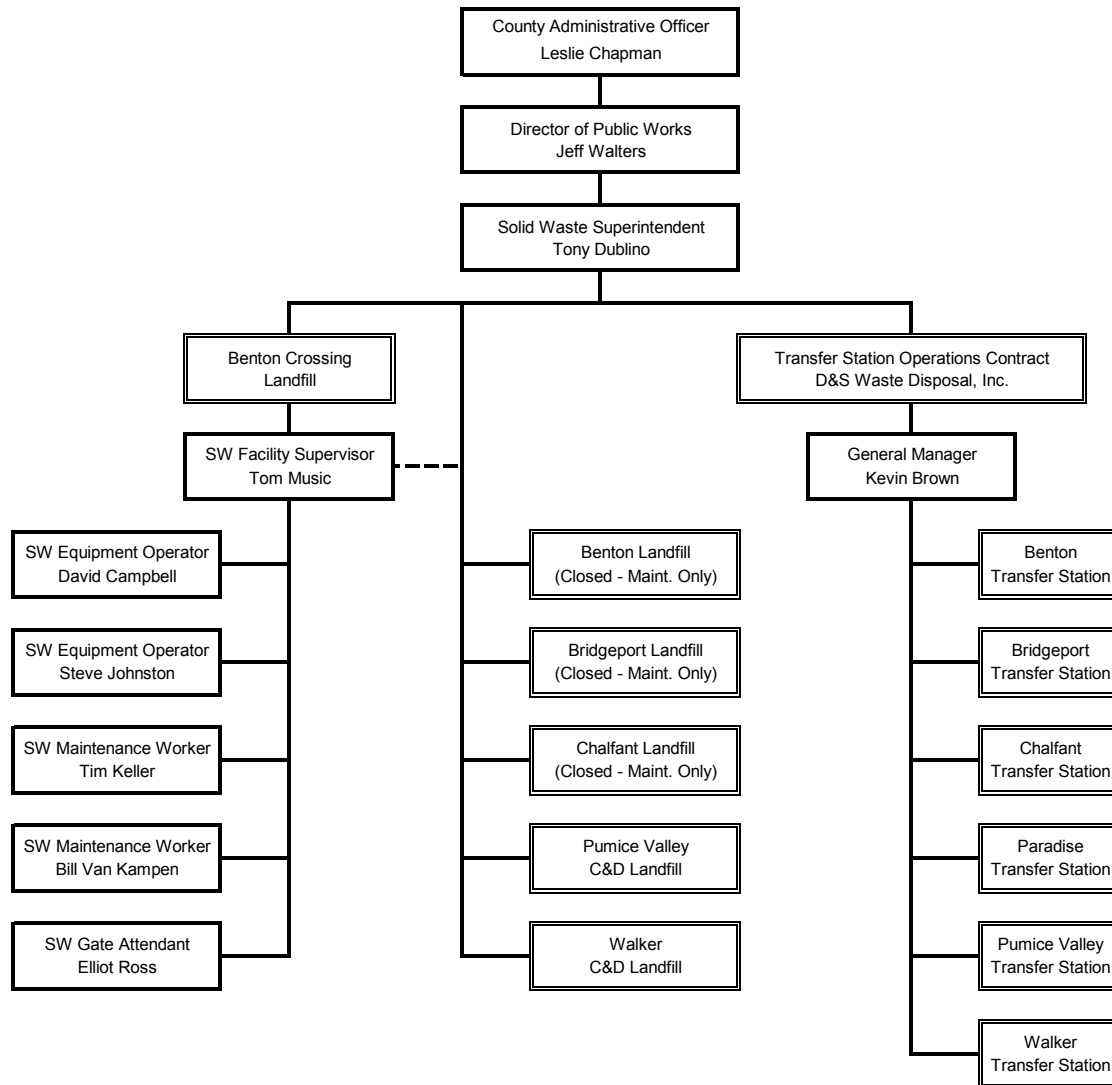 County Administrative Officer
Leslie Chapman
Director of Public Works
Jeff Walters
Solid Waste Superintendent
Tony Dublino
Benton Crossing
Landfill
SW Facility Supervisor
Tom Music
SW Equipment Operator
David Campbell
SW Equipment Operator
Steve Johnston
SW Maintenance Worker
Tim Keller
SW Maintenance Worker
Bill Van Kampen
SW Gate Attendant
Elliot Ross
Benton Landfill
(Closed - Maint. Only)
Bridgeport Landfill
(Closed - Maint. Only)
Chalfant Landfill
(Closed - Maint. Only)
Pumice Valley
C&D Landfill
Walker
C&D Landfill
Transfer Station Operations Contract
D&S Waste Disposal, Inc.
General Manager
Kevin Brown
Benton
Transfer Station
Bridgeport
Transfer Station
Chalfant
Transfer Station
Paradise
Transfer Station
Pumice Valley
Transfer Station
Walker
Transfer Station